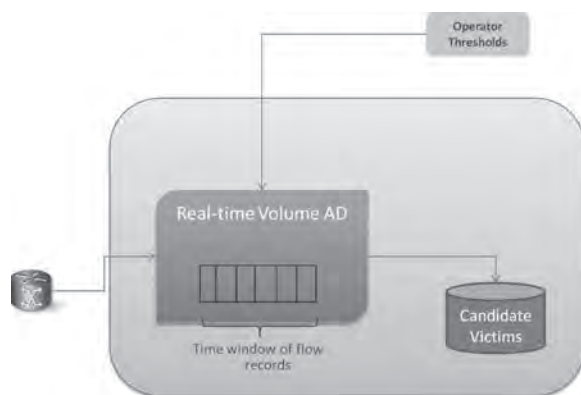 Operator
Thresholds
Real-time Volume AD
Time window of flow
records
Candidate
Victims